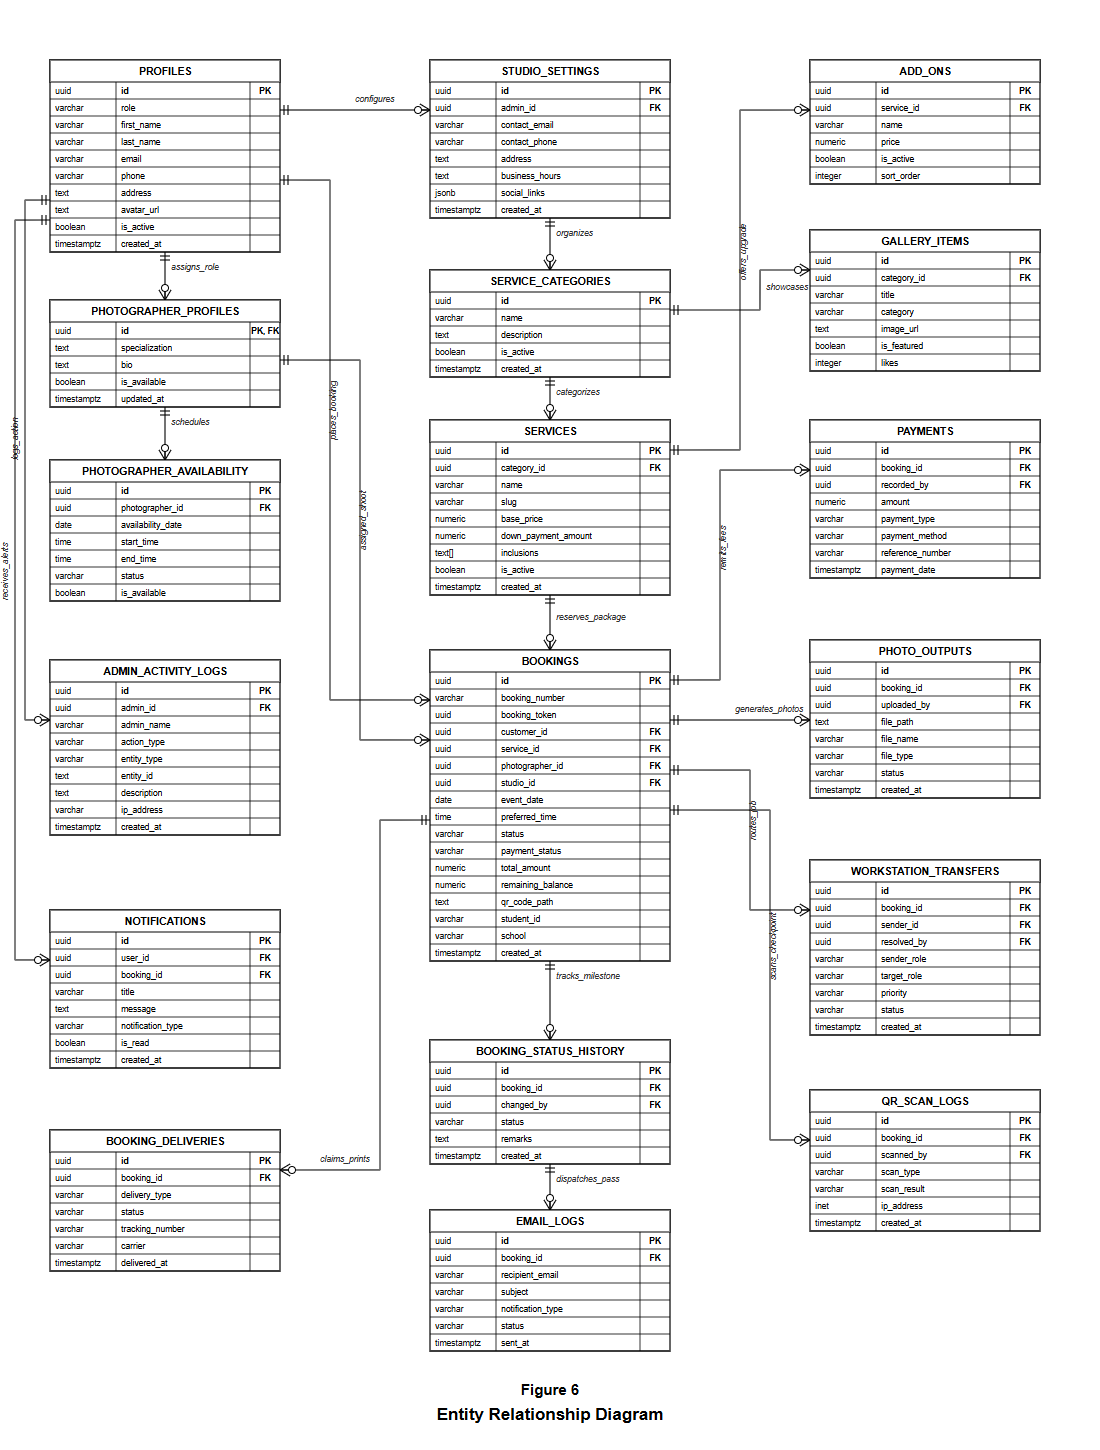 PROFILES
uuid id PK
varchar role
varchar first_name
varchar last_name
varchar email
varchar phone
text address
text avatar_url
boolean is_active
timestamptz created_at
configures
assigns_role
PHOTOGRAPHER_PROFILES
uuid id PK, FK
text specialization
text bio
boolean is_available
timestamptz updated_at
schedules
PHOTOGRAPHER_AVAILABILITY
uuid id PK
uuid photographer_id FK
date availability_date
time start_time
time end_time
varchar status
boolean is_available
logs_action
receives_alerts
places_booking
assigned_shoot
ADMIN_ACTIVITY_LOGS
uuid id PK
uuid admin_id FK
varchar admin_name
varchar action_type
varchar entity_type
text entity_id
text description
varchar ip_address
timestamptz created_at
NOTIFICATIONS
uuid id PK
uuid user_id FK
uuid booking_id FK
varchar title
text message
varchar notification_type
boolean is_read
timestamptz created_at
BOOKING_DELIVERIES
uuid id PK
uuid booking_id FK
varchar delivery_type
varchar status
varchar tracking_number
varchar carrier
timestamptz delivered_at
claims_prints
STUDIO_SETTINGS
uuid id PK
uuid admin_id FK
varchar contact_email
varchar contact_phone
text address
text business_hours
jsonb social_links
timestamptz created_at
organizes
SERVICE_CATEGORIES
uuid id PK
varchar name
text description
boolean is_active
timestamptz created_at
categorizes
SERVICES
uuid id PK
uuid category_id FK
varchar name
varchar slug
numeric base_price
numeric down_payment_amount
text[] inclusions
boolean is_active
timestamptz created_at
reserves_package
BOOKINGS
uuid id PK
varchar booking_number
uuid booking_token
uuid customer_id FK
uuid service_id FK
uuid photographer_id FK
uuid studio_id FK
date event_date
time preferred_time
varchar status
varchar payment_status
numeric total_amount
numeric remaining_balance
text qr_code_path
varchar student_id
varchar school
timestamptz created_at
tracks_milestone
BOOKING_STATUS_HISTORY
uuid id PK
uuid booking_id FK
uuid changed_by FK
varchar status
text remarks
timestamptz created_at
dispatches_pass
EMAIL_LOGS
uuid id PK
uuid booking_id FK
varchar recipient_email
varchar subject
varchar notification_type
varchar status
timestamptz sent_at
offers_upgrade
showcases
remits_fees
generates_photos
routes_job
scans_checkpoint
ADD_ONS
uuid id PK
uuid service_id FK
varchar name
numeric price
boolean is_active
integer sort_order
GALLERY_ITEMS
uuid id PK
uuid category_id FK
varchar title
varchar category
text image_url
boolean is_featured
integer likes
PAYMENTS
uuid id PK
uuid booking_id FK
uuid recorded_by FK
numeric amount
varchar payment_type
varchar payment_method
varchar reference_number
timestamptz payment_date
PHOTO_OUTPUTS
uuid id PK
uuid booking_id FK
uuid uploaded_by FK
text file_path
varchar file_name
varchar file_type
varchar status
timestamptz created_at
WORKSTATION_TRANSFERS
uuid id PK
uuid booking_id FK
uuid sender_id FK
uuid resolved_by FK
varchar sender_role
varchar target_role
varchar priority
varchar status
timestamptz created_at
QR_SCAN_LOGS
uuid id PK
uuid booking_id FK
uuid scanned_by FK
varchar scan_type
varchar scan_result
inet ip_address
timestamptz created_at
Figure 6
Entity Relationship Diagram